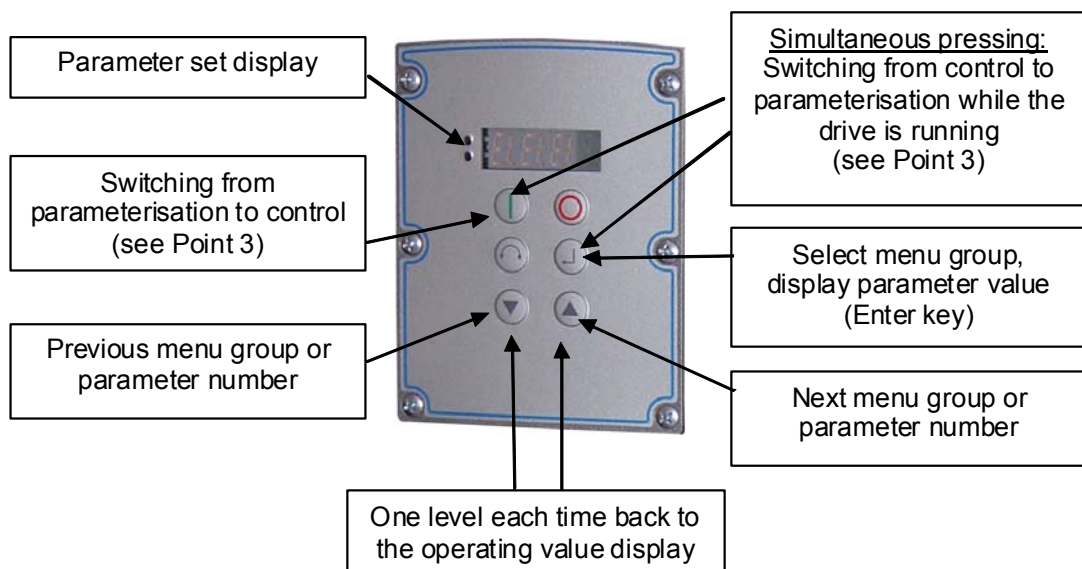 Parameter set display
Switching from
parameterisation to control
(see Point 3)
Previous menu group or
parameter number
Simultaneous pressing:
Switching from control to
parameterisation while the
drive is running
(see Point 3)
Select menu group,
display parameter value
(Enter key)
Next menu group or
parameter number
One level each time back to
the operating value display